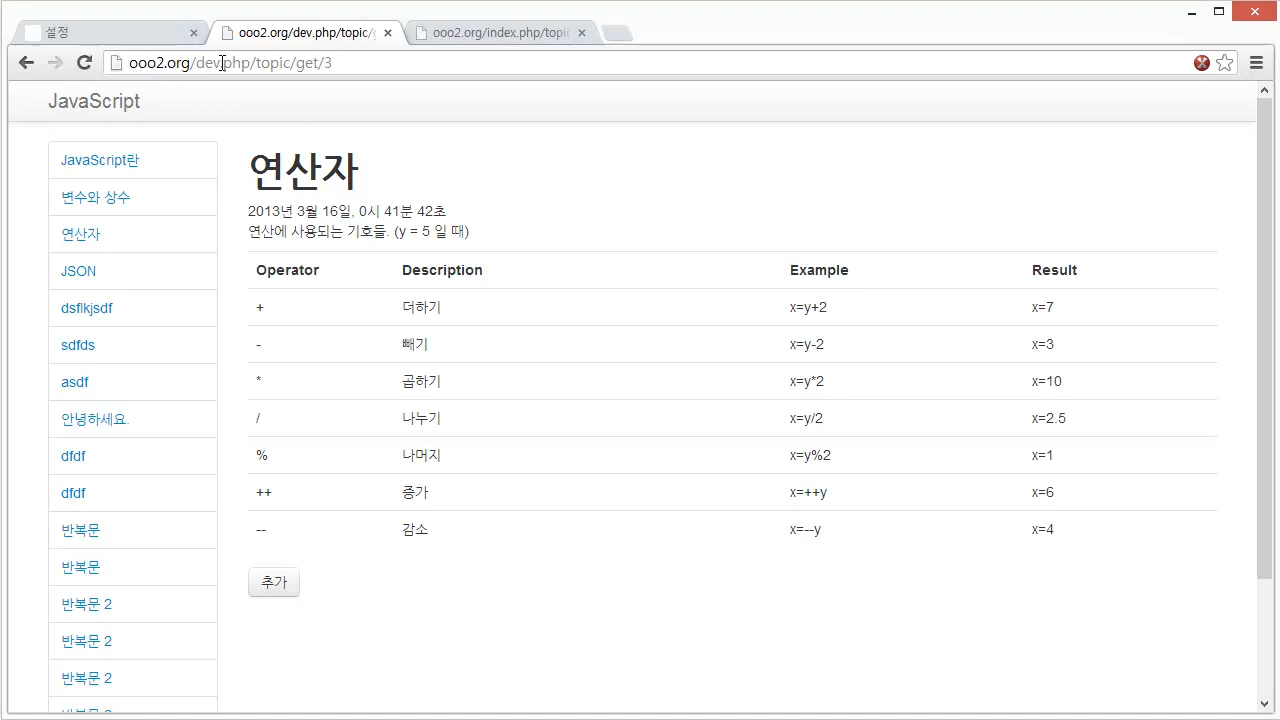 설정
ooo2.org/dev.php/topic/g
ooo2.org/index.php/topic
ooo2.org/dev.php/topic/get/3
JavaScript
JavaScript란
변수와 상수
연산자
JSON
dsflkjsdf
sdfds
asdf
안녕하세요.
dfdf
dfdf
반복문
반복문
반복문 2
반복문 2
반복문 2
연산자
2013년 3월 16일, 0시 41분 42초
연산에 사용되는 기호들. (y = 5 일 때)
Operator Description Example Result
+ 더하기 x=y+2 x=7
- 빼기 x=y-2 x=3
* 곱하기 x=y*2 x=10
/ 나누기 x=y/2 x=2.5
% 나머지 x=y%2 x=1
++ 증가 x=++y x=6
-- 감소 x=--y x=4
추가